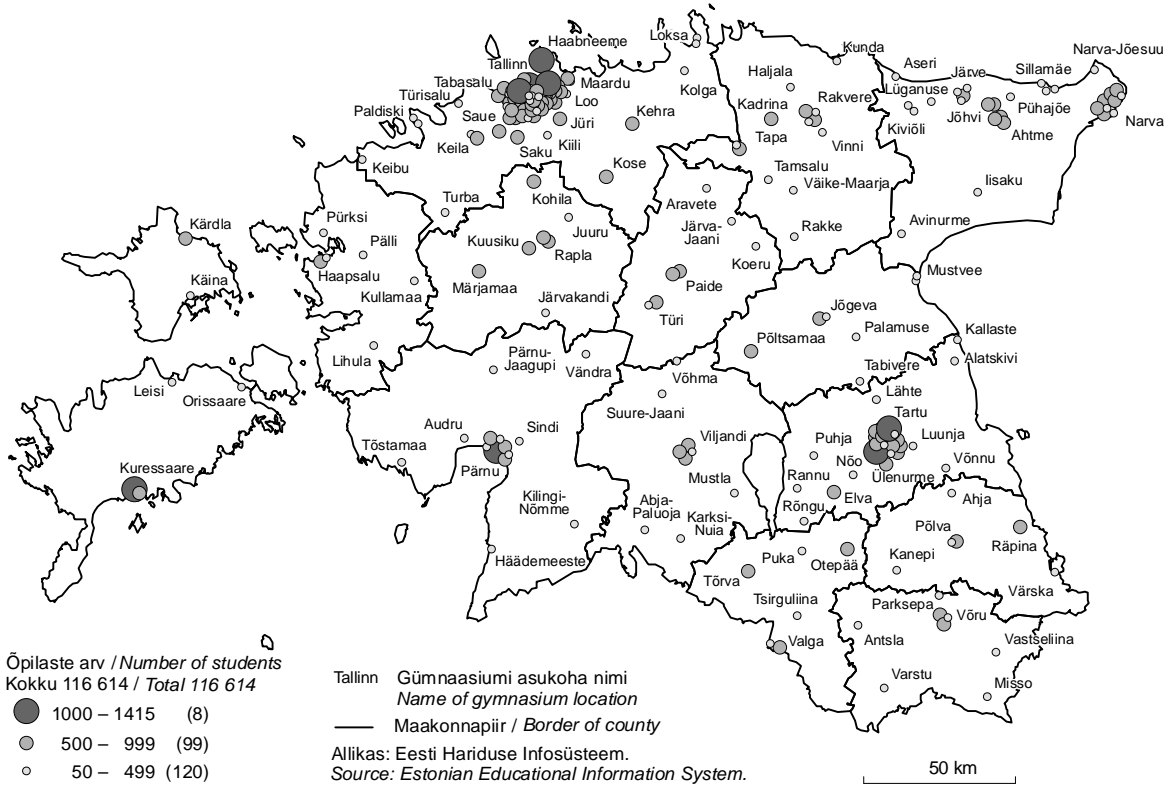 Loksa
Haabneeme
Kunda
Narva-Jõesuu
Tallinn
Aseri
Sillamäe
Järve
Haljala
Tabasalu
Maardu
Lüganuse
Türisalu
Kolga
Loo
Pühajõe
Paldiski
Kadrina
Rakvere
Saue
Kehra
Jõhvi
Narva
Jüri
Kiviõli
Ahtme
Keila
Kiili
Tapa
Vinni
Saku
Kose
Keibu
Tamsalu
Väike-Maarja
Iisaku
Turba
Kohila
Aravete
Pürksi
Kärdla
Juuru
Järva-
Jaani
Rakke
Avinurme
Pälli
Kuusiku
Rapla
Koeru
Haapsalu
Mustvee
Käina
Kullamaa
Märjamaa
Paide
Järvakandi
Türi
Jõgeva
Põltsamaa
Palamuse
Kallaste
Lihula
Pärnu-
Jaagupi
Vändra
Alatskivi
Tabivere
Võhma
Leisi
Orissaare
Lähte
Suure-Jaani
Tartu
Audru
Sindi
Viljandi
Puhja
Luunja
Tõstamaa
Kuressaare
Pärnu
Nõo
Võnnu
Mustla
Rannu
Ülenurme
Kilingi-
Nõmme
Abja-
Paluoja
Elva
Ahja
Rõngu
Karksi-
Nuia
Põlva
Räpina
Häädemeeste
Puka
Otepää
Kanepi
Tõrva
Värska
Tsirguliina
Parksepa
Võru
Valga
Antsla
Vastseliina
Varstu
Misso
Õpilaste arv / Number of students
Kokku 116 614 / Total 116 614
1000 – 1415 (8)
500 – 999 (99)
50 – 499 (120)
Tallinn Gümnaasiumi asukoha nimi
Name of gymnasium location
Maakonnapiir / Border of county
Allikas: Eesti Hariduse Infosüsteem.
Source: Estonian Educational Information System.
50 km